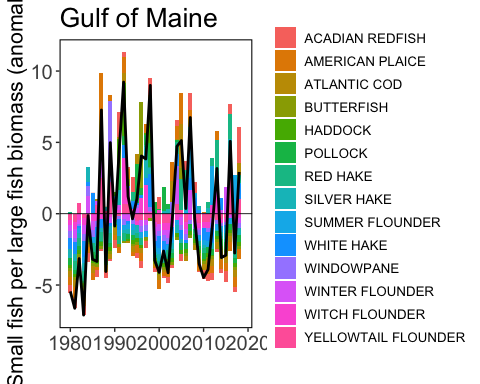 Gulf of Maine
Small fish per large fish biomass (anomal
10
5
0
-5
1980 1990 2000 2010 202
ACADIAN REDFISH
AMERICAN PLAICE
ATLANTIC COD
BUTTERFISH
HADDOCK
POLLOCK
RED HAKE
SILVER HAKE
SUMMER FLOUNDER
WHITE HAKE
WINDOWPANE
WINTER FLOUNDER
WITCH FLOUNDER
YELLOWTAIL FLOUNDER